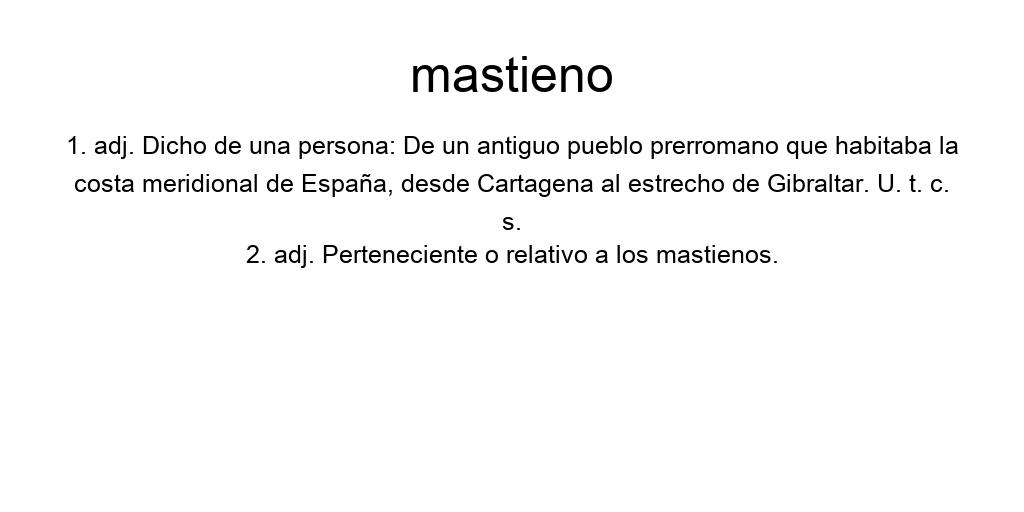 mastieno
1. adj. Dicho de una persona: De un antiguo pueblo prerromano que habitaba la
costa meridional de España, desde Cartagena al estrecho de Gibraltar. U. t. c.
s.
2. adj. Perteneciente o relativo a los mastienos.